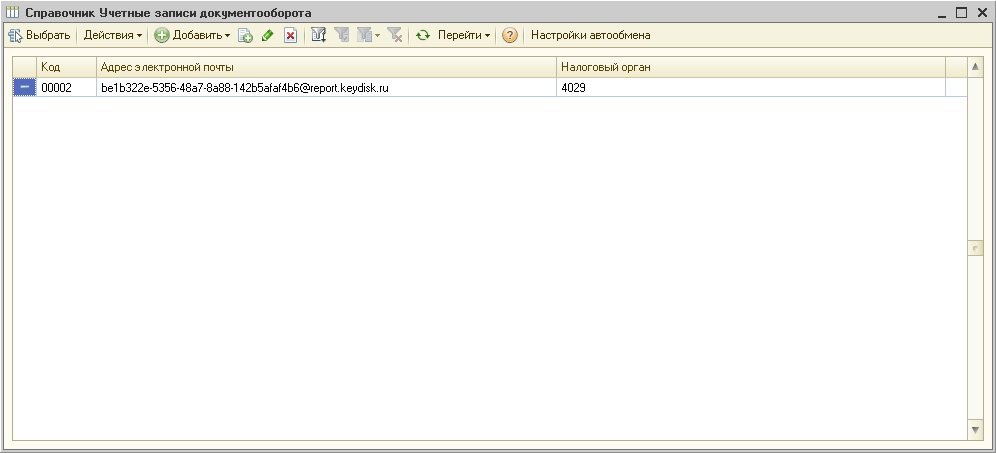 Справочник Учетные записи документооборота
Выбрать Действия Добавить Перейти ? Настройки автообмена
Код Адрес электронной почты Налоговый орган
00002 be1b322e-5356-48a7-8a88-142b5afaf4b6@report.keydisk.ru 4029